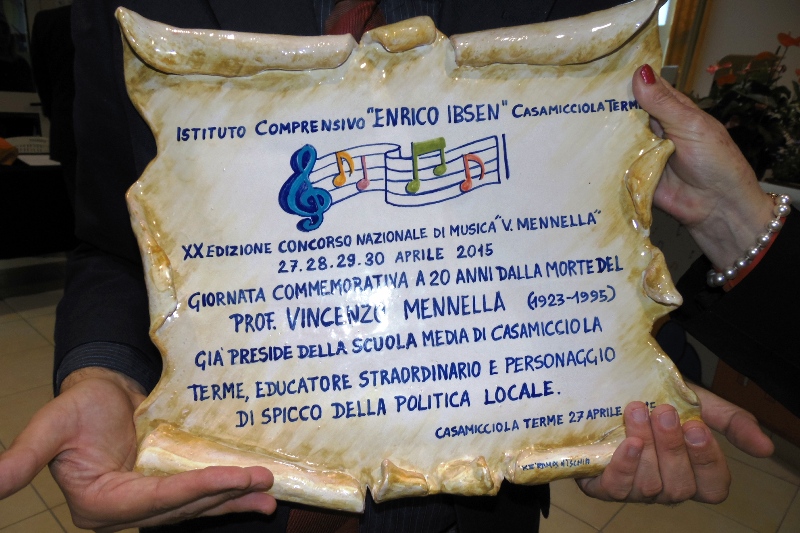 ISTITUTO COMPRENSIVO "ENRICO IBSEN" CASAMICCIOLA TERME
XX EDIZIONE CONCORSO NAZIONALE DI MUSICA "V. MENNELLA"
27.28.29.30 APRILE 2015
GIORNATA COMMEMORATIVA A 20 ANNI DALLA MORTE DEL
PROF. VINCENZO MENNELLA (1923-1995)
GIÀ PRESIDE DELLA SCUOLA MEDIA DI CASAMICCIOLA
TERME, EDUCATORE STRAORDINARIO E PERSONAGGIO
DI SPICCO DELLA POLITICA LOCALE.
CASAMICCIOLA TERME 27 APRILE